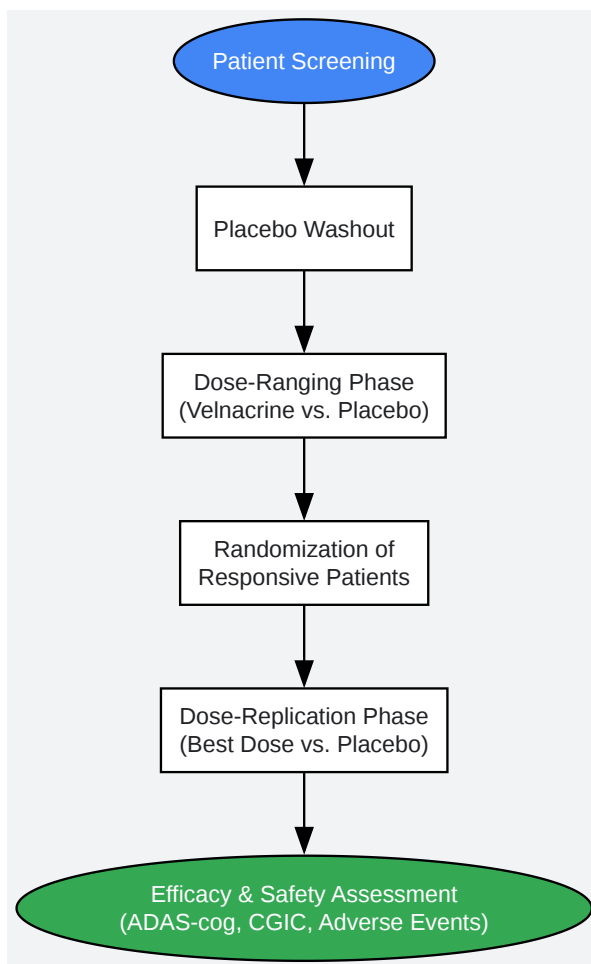 Patient Screening
Placebo Washout
Dose-Ranging Phase
(Velnacrine vs. Placebo)
Randomization of
Responsive Patients
Dose-Replication Phase
(Best Dose vs. Placebo)
Efficacy & Safety Assessment
(ADAS-cog, CGIC, Adverse Events)